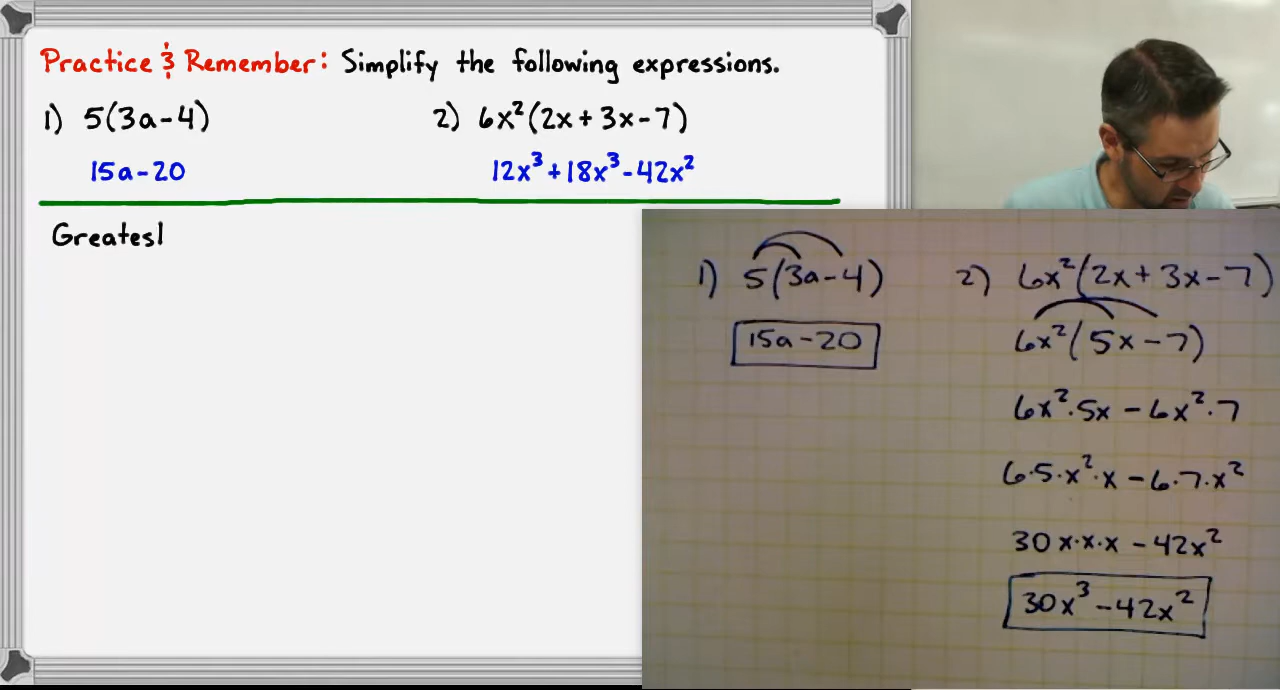 Practice & Remember: Simplify the following expressions.
1) 5(3a-4)
2) 6x²(2x+3x-7)
15a-20
12x³+18x³-42x²
1) 5(3a-4)
15a-20
2) 6x²(2x+3x-7)
6x²(5x-7)
6x²·5x - 6x²·7
6·5·x²·x - 6·7·x²
30x·x·x - 42x²
30x³-42x²